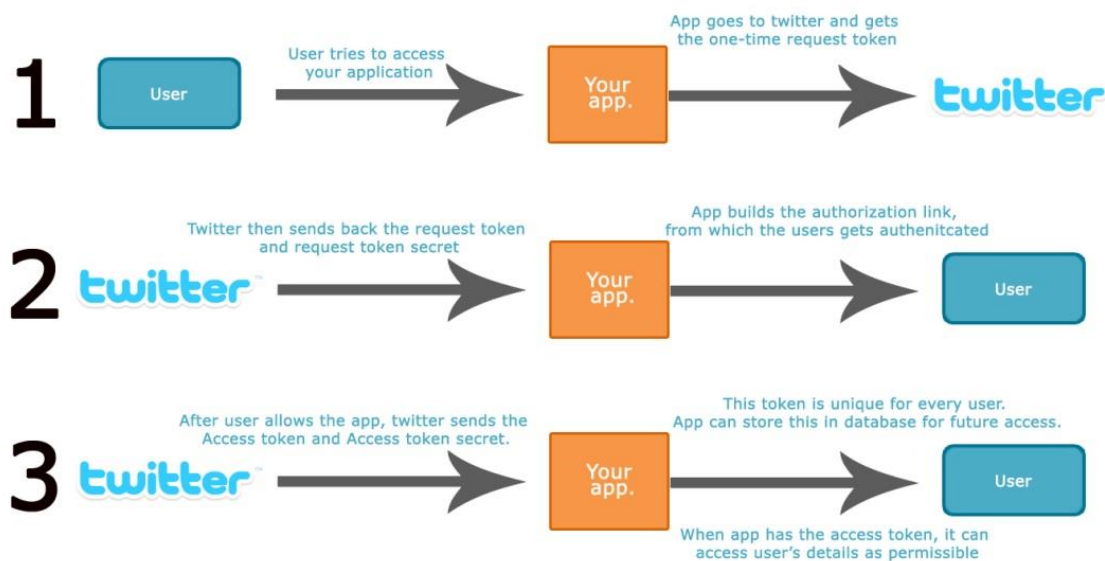 1
User
User tries to access
your application
Your
app.
App goes to twitter and gets
the one-time request token
twitter
2
twitter™
Twitter then sends back the request token
and request token secret
Your
app.
App builds the authorization link,
from which the users gets authenitcated
User
3
twitter™
After user allows the app, twitter sends the
Access token and Access token secret.
Your
app.
This token is unique for every user.
App can store this in database for future access.
User
When app has the access token, it can
access user's details as permissible